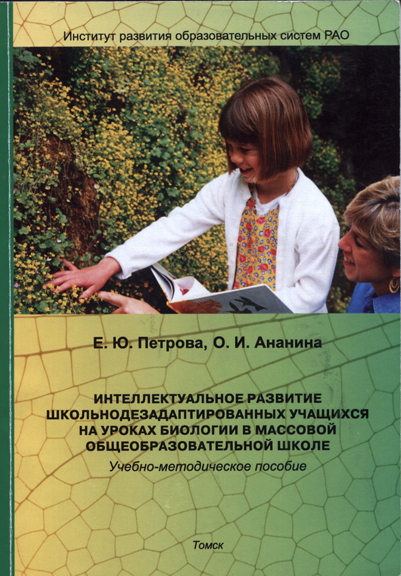 Институт развития образовательных систем РАО
Е. Ю. Петрова, О. И. Ананина
ИНТЕЛЛЕКТУАЛЬНОЕ РАЗВИТИЕ
ШКОЛЬНОДЕЗАДАПТИРОВАННЫХ УЧАЩИХСЯ
НА УРОКАХ БИОЛОГИИ В МАССОВОЙ
ОБЩЕОБРАЗОВАТЕЛЬНОЙ ШКОЛЕ
Учебно-методическое пособие
Томск